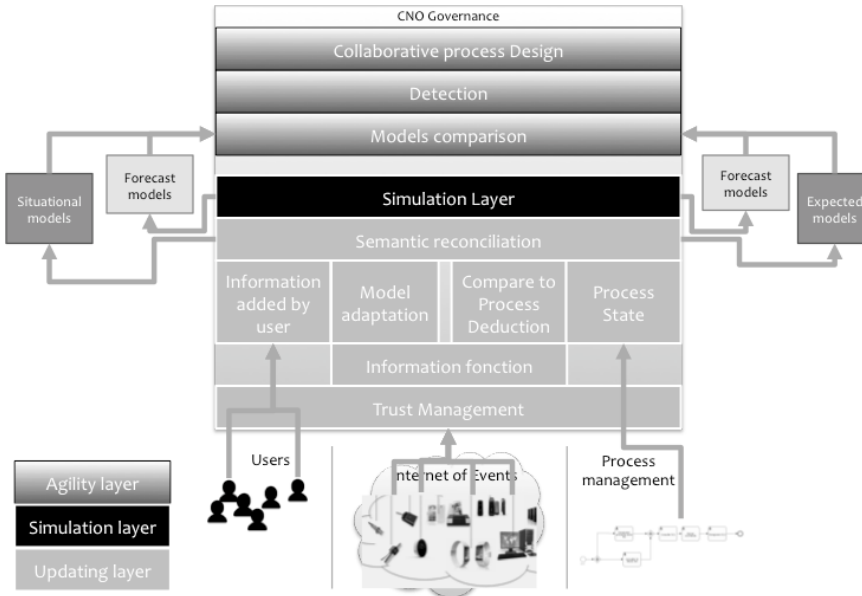 CNO Governance
Collaborative process Design
Detection
Models comparison
Situational
models
Forecast
models
Simulation Layer
Forecast
models
Expected
models
Semantic reconciliation
Information
added by
user
Model
adaptation
Compare to
Process
Deduction
Process
State
Information fonction
Trust Management
Users
Internet of Events
Process
management
Agility layer
Simulation layer
Updating layer